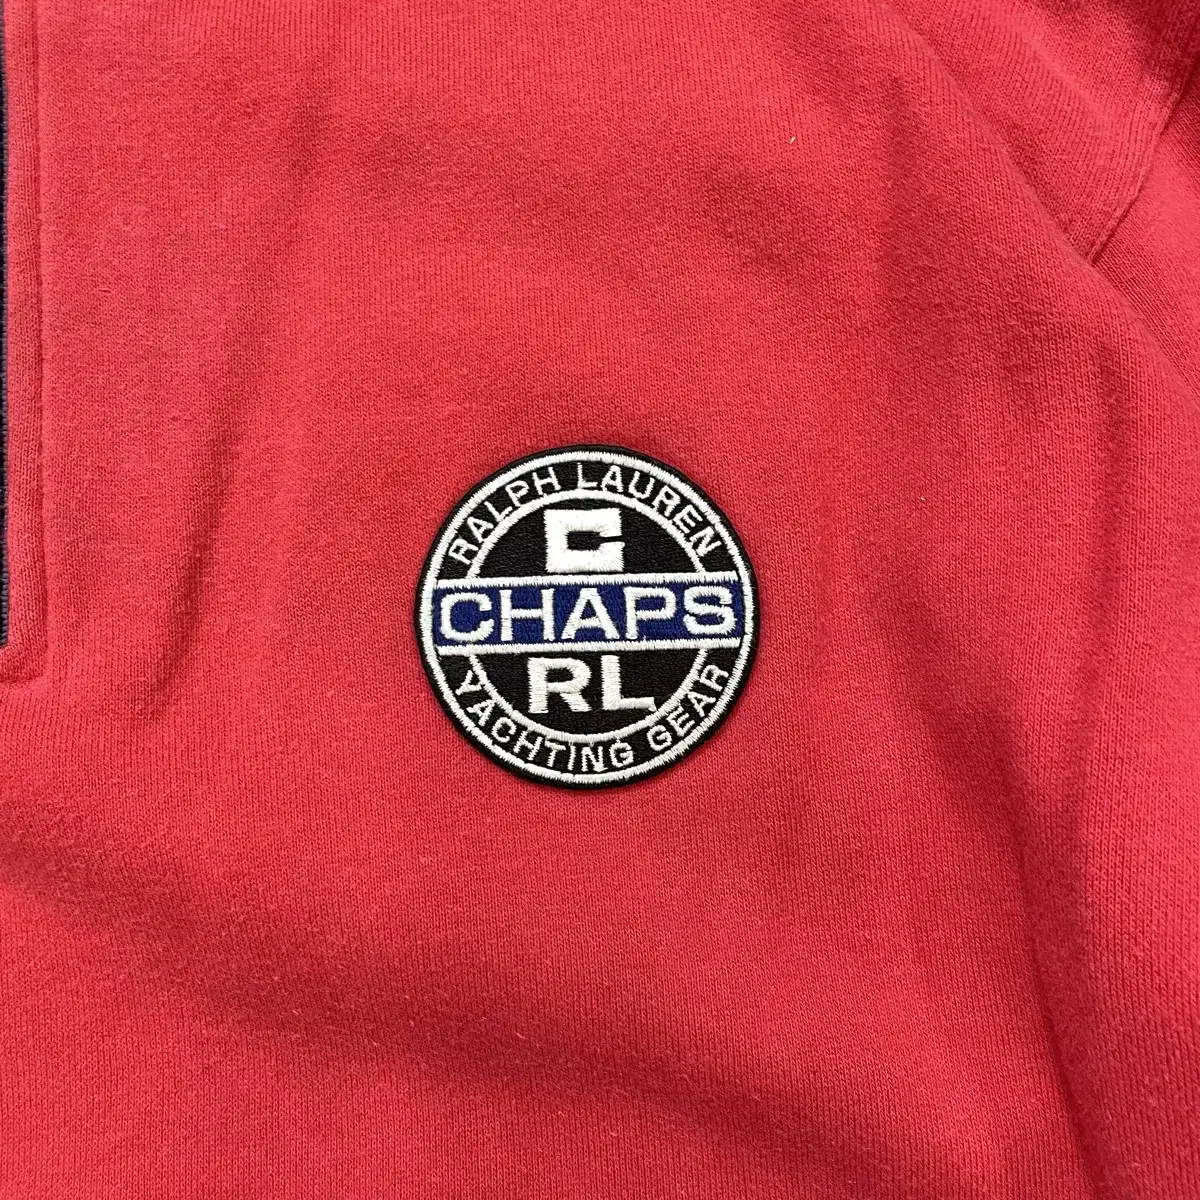 RALPH LAUREN
C
CHAPS
RL
YACHTING GEAR